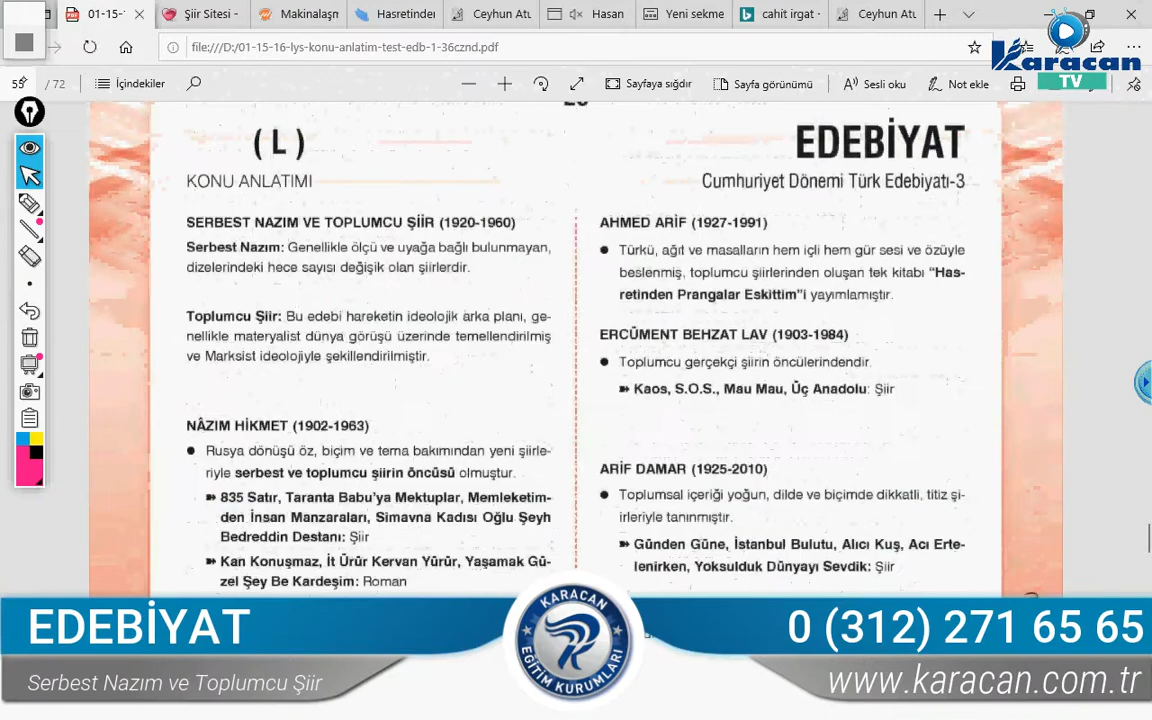 01-15-
Şiir Sitesi -
Makinalaşm
Hasretinder
Ceyhun Atu
Hasan
Yeni sekme
cahit irgat -
Ceyhun Atu
file:///D:/01-15-16-lys-konu-anlatim-test-edb-1-36cznd.pdf
Karacan
TV
55 / 72
İçindekiler
Sayfaya sığdır
Sayfa görünümü
Sesli oku
Not ekle
( L )
KONU ANLATIMI
EDEBİYAT
Cumhuriyet Dönemi Türk Edebiyatı-3
SERBEST NAZIM VE TOPLUMCU ŞİİR (1920-1960)
Serbest Nazım: Genellikle ölçü ve uyağa bağlı bulunmayan,
dizelerindeki hece sayısı değişik olan şiirlerdir.
Toplumcu Şiir: Bu edebi hareketin ideolojik arka planı, ge-
nellikle materyalist dünya görüşü üzerinde temellendirilmiş
ve Marksist ideolojiyle şekillendirilmiştir.
NÂZIM HİKMET (1902-1963)
● Rusya dönüşü öz, biçim ve tema bakımından yeni şiirle-
riyle serbest ve toplumcu şiirin öncüsü olmuştur.
➽ 835 Satır, Taranta Babu'ya Mektuplar, Memleketim-
den İnsan Manzaraları, Simavna Kadısı Oğlu Şeyh
Bedreddin Destanı: Şiir
➽ Kan Konuşmaz, İt Ürür Kervan Yürür, Yaşamak Gü-
zel Şey Be Kardeşim: Roman
AHMED ARİF (1927-1991)
● Türkü, ağıt ve masalların hem içli hem gür sesi ve özüyle
beslenmiş, toplumcu şiirlerinden oluşan tek kitabı “Has-
retinden Prangalar Eskittim”i yayımlamıştır.
ERCÜMENT BEHZAT LAV (1903-1984)
● Toplumcu gerçekçi şiirin öncülerindendir.
➽ Kaos, S.O.S., Mau Mau, Üç Anadolu: Şiir
ARİF DAMAR (1925-2010)
● Toplumsal içeriği yoğun, dilde ve biçimde dikkatli, titiz şi-
irleriyle tanınmıştır.
➽ Günden Güne, İstanbul Bulutu, Alıcı Kuş, Acı Erte-
lenirken, Yoksulduk Dünyayı Sevdik: Şiir
EDEBİYAT
Serbest Nazım ve Toplumcu Şiir
KARACAN
EĞİTİM KURUMLARI
0 (312) 271 65 65
www.karacan.com.tr